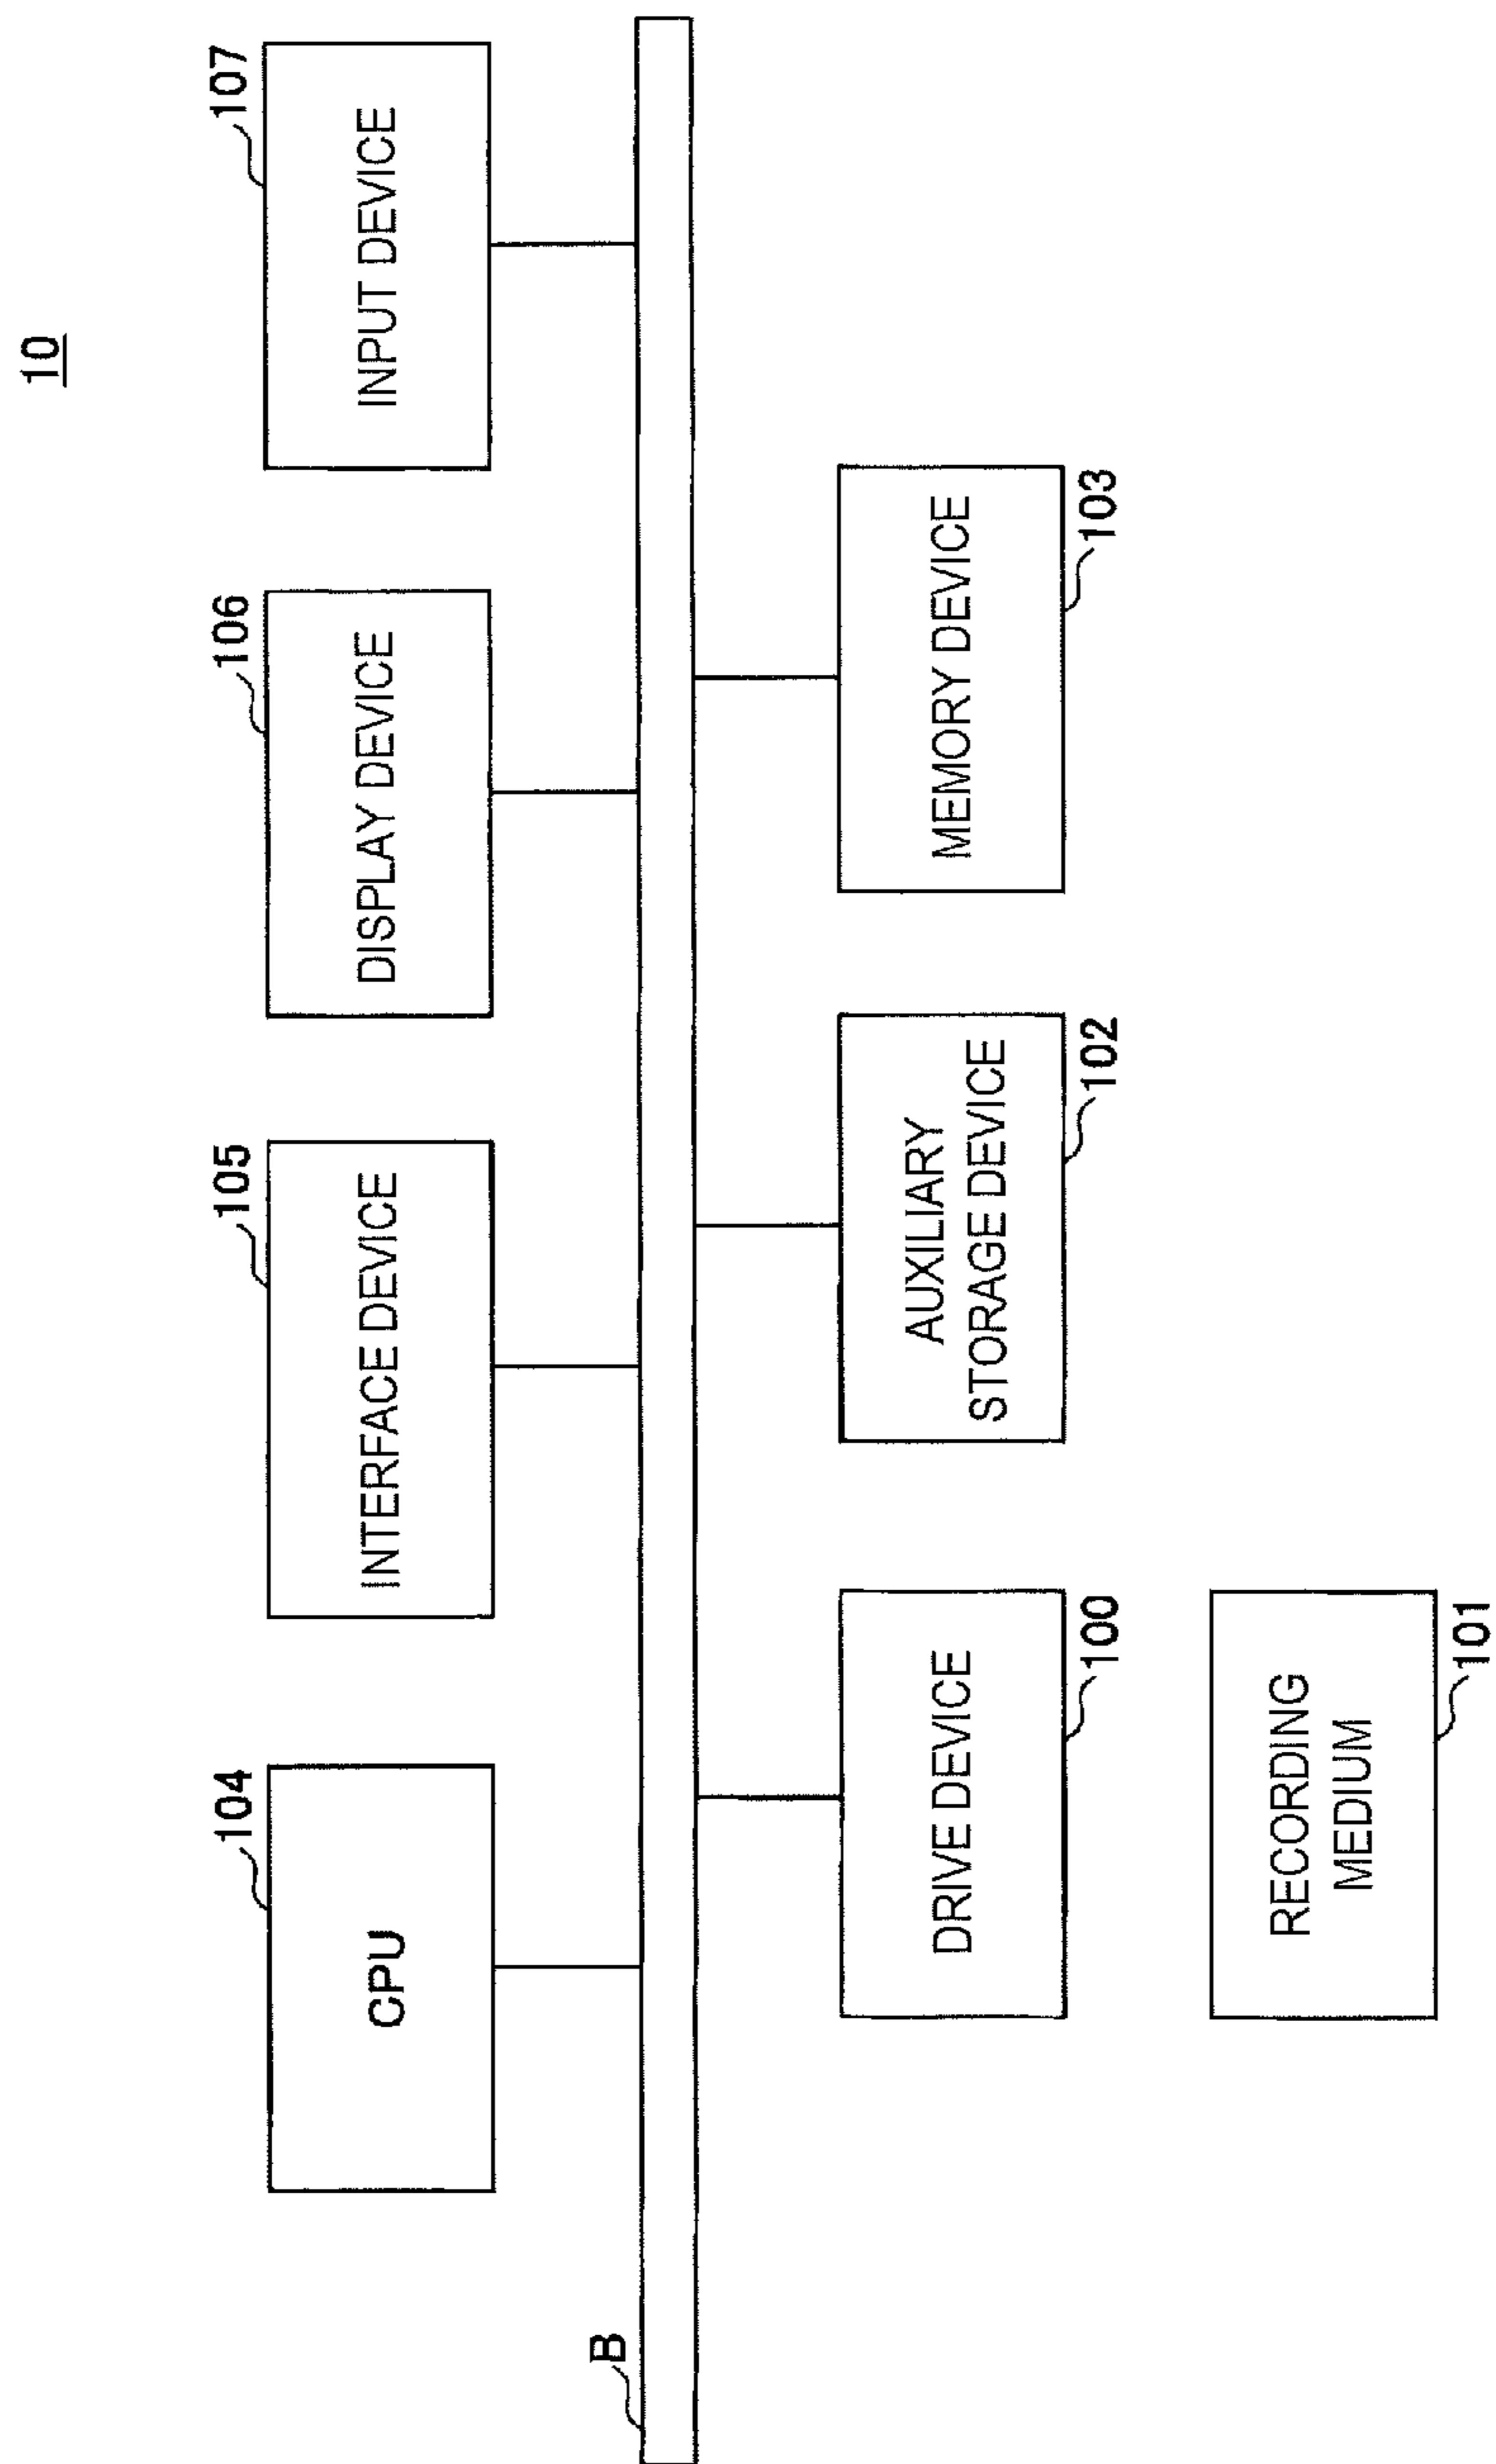 10
104
105
106
107
CPU
INTERFACE DEVICE
DISPLAY DEVICE
INPUT DEVICE
B
DRIVE DEVICE
AUXILIARY
STORAGE DEVICE
MEMORY DEVICE
100
102
103
RECORDING
MEDIUM
101